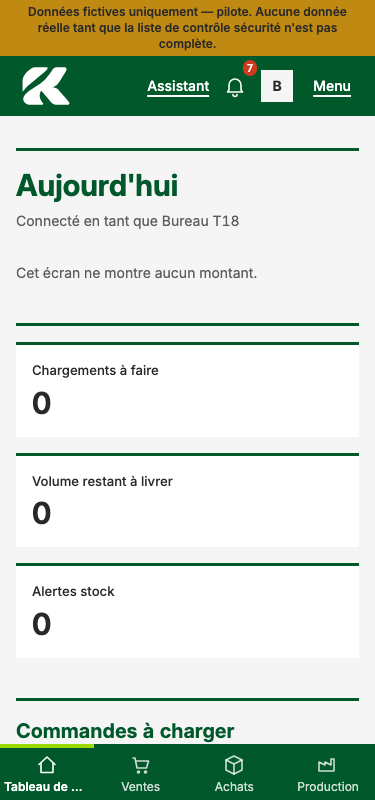 Données fictives uniquement — pilote. Aucune donnée
réelle tant que la liste de contrôle sécurité n'est pas
complète.
Assistant
7
B
Menu
Aujourd'hui
Connecté en tant que Bureau T18
Cet écran ne montre aucun montant.
Chargements à faire
0
Volume restant à livrer
0
Alertes stock
0
Commandes à charger
Tableau de ...
Ventes
Achats
Production